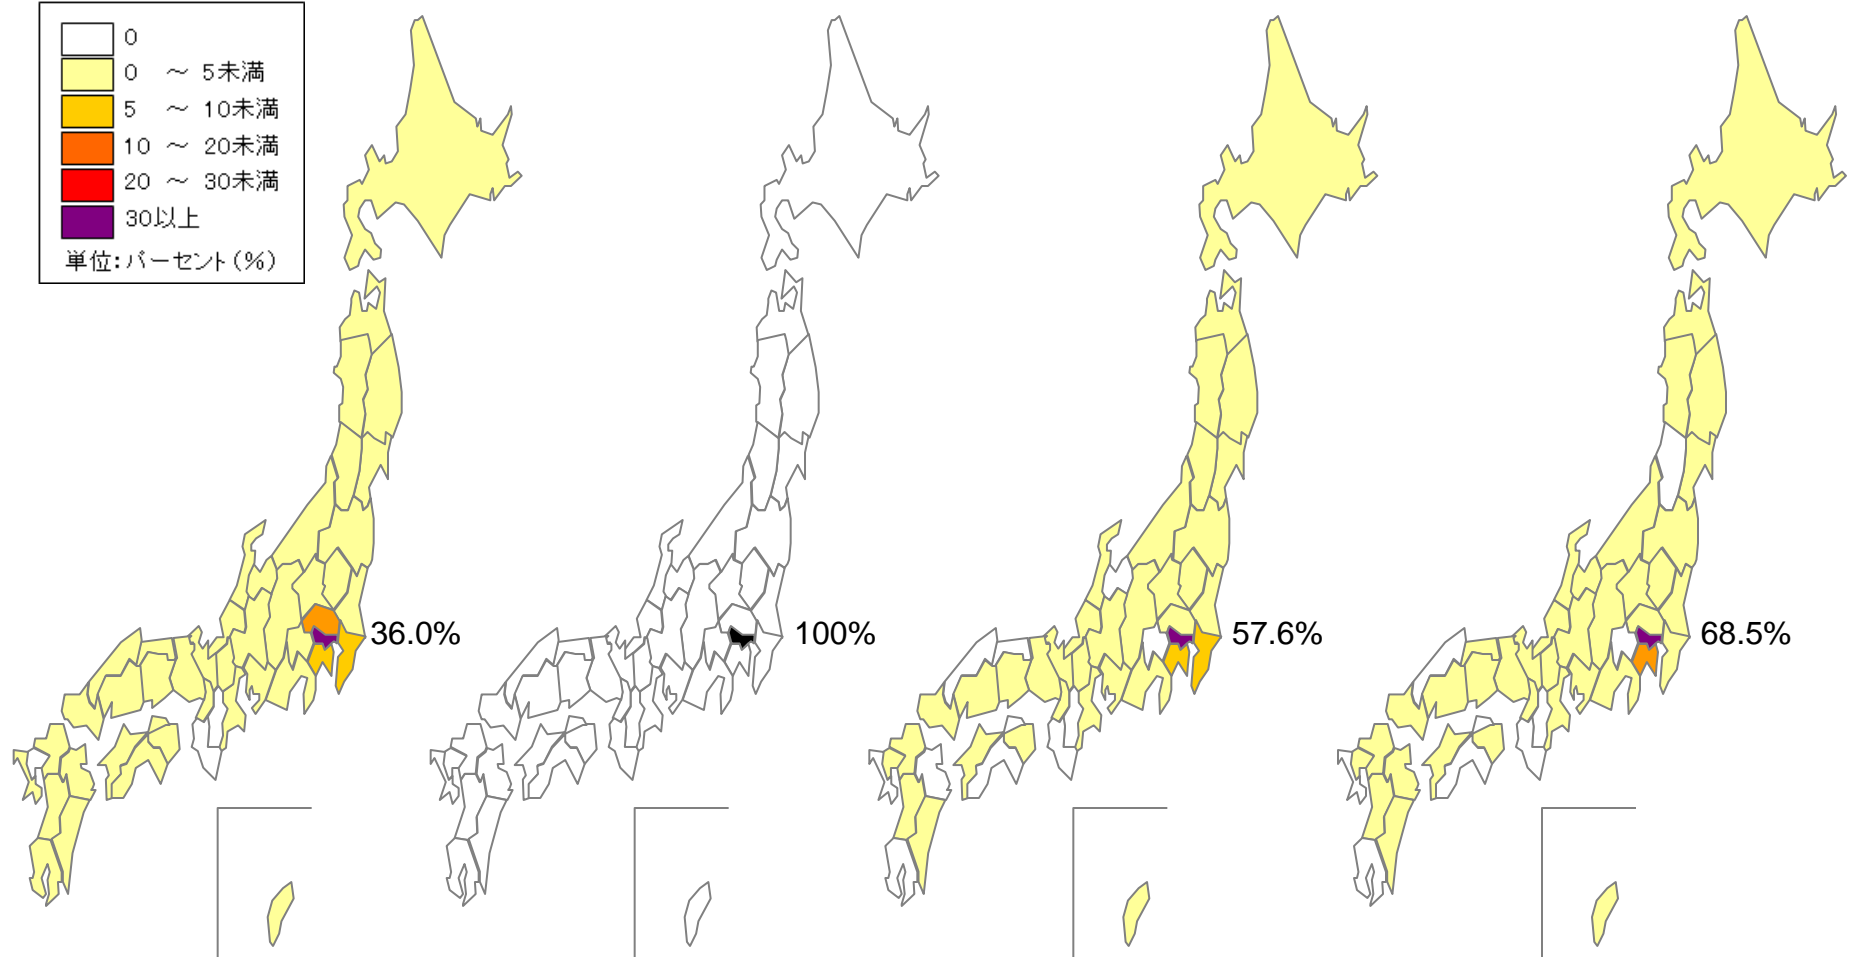 0
0 ～ 5未満
5 ～ 10未満
10 ～ 20未満
20 ～ 30未満
30以上
単位:パーセント(%)
36.0%
100%
57.6%
68.5%